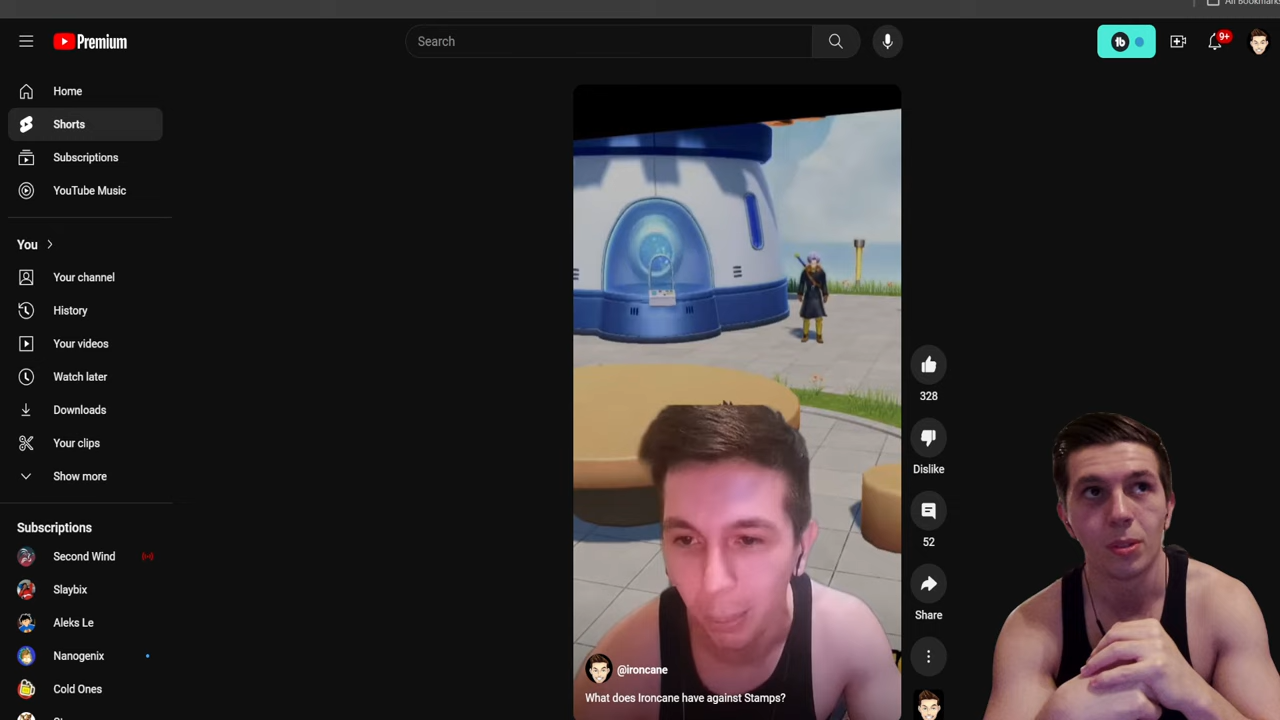 All Bookmarks
Premium
Search
9+
Home
Shorts
Subscriptions
YouTube Music
You
Your channel
History
Your videos
Watch later
Downloads
Your clips
Show more
Subscriptions
Second Wind
Slaybix
Aleks Le
Nanogenix
Cold Ones
328
Dislike
52
Share
@ironcane
What does Ironcane have against Stamps?